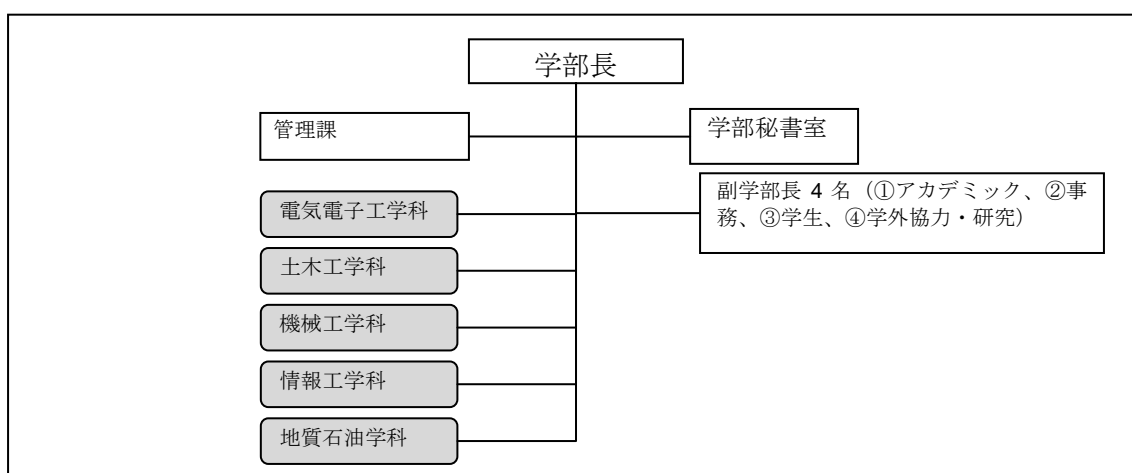 学部長
管理課
学部秘書室
副学部長 4 名（①アカデミック、②事
務、③学生、④学外協力・研究）
電気電子工学科
土木工学科
機械工学科
情報工学科
地質石油学科